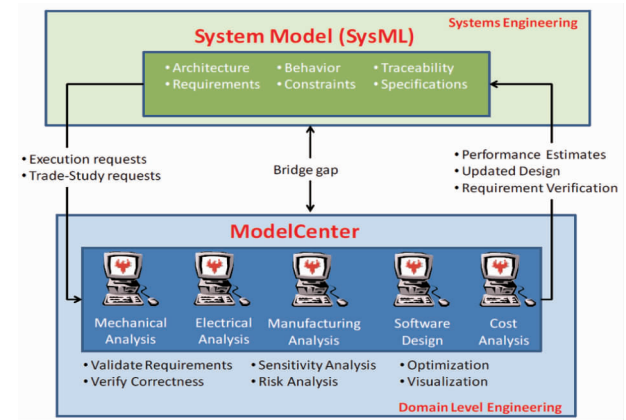 Systems Engineering
System Model (SysML)
• Architecture • Behavior • Traceability
• Requirements • Constraints • Specifications
• Execution requests
• Trade-Study requests
Bridge gap
• Performance Estimates
• Updated Design
• Requirement Verification
ModelCenter
Mechanical Analysis
Electrical Analysis
Manufacturing Analysis
Software Design
Cost Analysis
• Validate Requirements • Sensitivity Analysis • Optimization
• Verify Correctness • Risk Analysis • Visualization
Domain Level Engineering